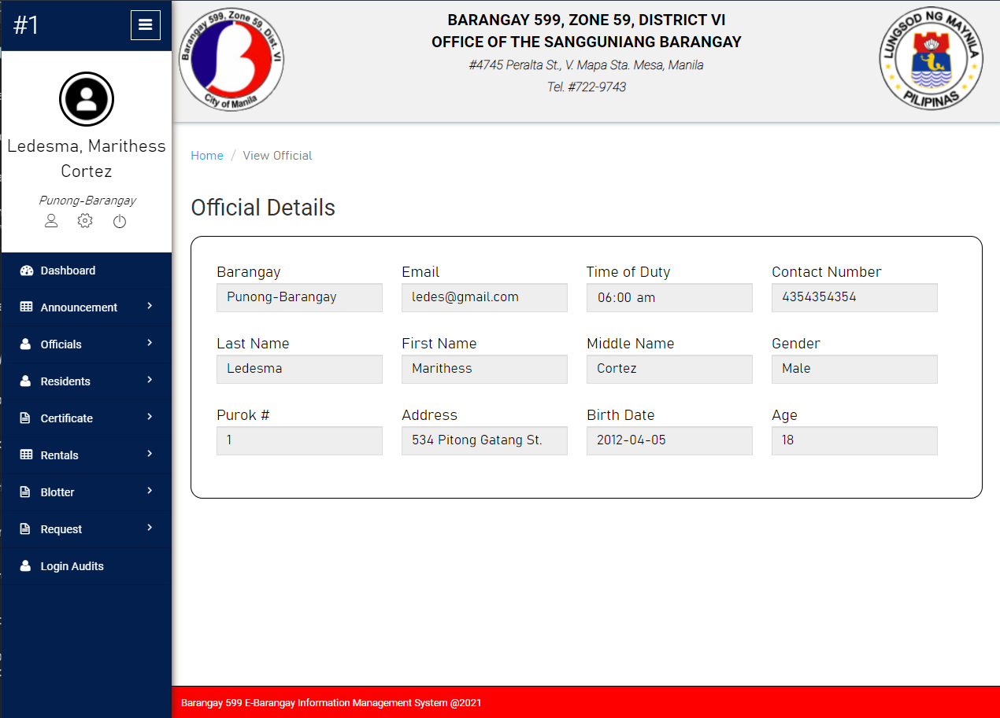 #1
Ledesma, Marithess
Cortez
Punong-Barangay
Dashboard
Announcement
Officials
Residents
Certificate
Rentals
Blotter
Request
Login Audits
Barangay 599, Zone 59, Dist. VI
City of Manila
BARANGAY 599, ZONE 59, DISTRICT VI
OFFICE OF THE SANGGUNIANG BARANGAY
#4745 Peralta St., V. Mapa Sta. Mesa, Manila
Tel. #722-9743
LUNGSOD NG MAYNILA
PILIPINAS
Home / View Official
Official Details
Barangay Email Time of Duty Contact Number
Punong-Barangay ledes@gmail.com 06:00 am 4354354354
Last Name First Name Middle Name Gender
Ledesma Marithess Cortez Male
Purok # Address Birth Date Age
1 534 Pitong Gatang St. 2012-04-05 18
Barangay 599 E-Barangay Information Management System @2021